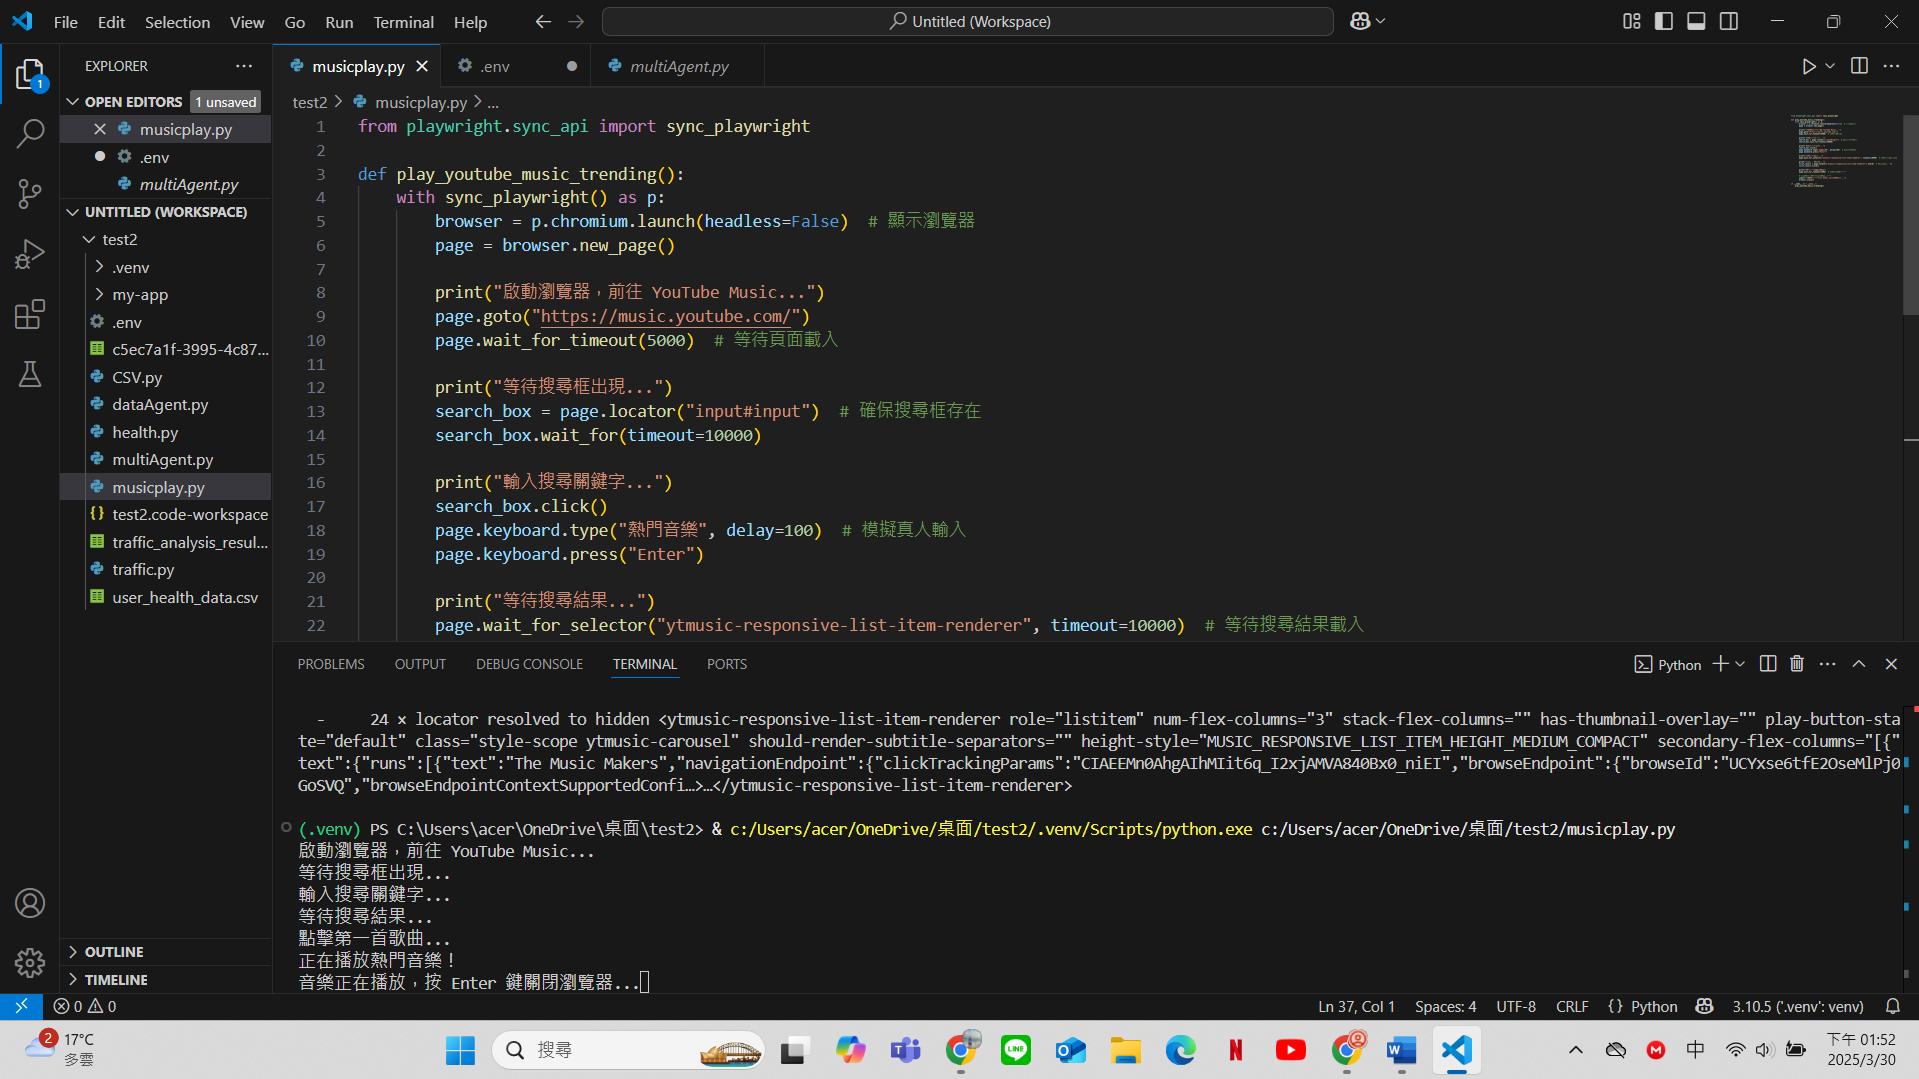 File Edit Selection View Go Run Terminal Help
Untitled (Workspace)
EXPLORER
1
OPEN EDITORS 1 unsaved
musicplay.py
.env
multiAgent.py
UNTITLED (WORKSPACE)
test2
.venv
my-app
.env
c5ec7a1f-3995-4c87...
CSV.py
dataAgent.py
health.py
multiAgent.py
musicplay.py
test2.code-workspace
traffic_analysis_resul...
traffic.py
user_health_data.csv
OUTLINE
TIMELINE
musicplay.py .env multiAgent.py
test2 > musicplay.py > ...
1 from playwright.sync_api import sync_playwright
2
3 def play_youtube_music_trending():
4 with sync_playwright() as p:
5 browser = p.chromium.launch(headless=False) # 顯示瀏覽器
6 page = browser.new_page()
7
8 print("啟動瀏覽器，前往 YouTube Music...")
9 page.goto("https://music.youtube.com/")
10 page.wait_for_timeout(5000) # 等待頁面載入
11
12 print("等待搜尋框出現...")
13 search_box = page.locator("input#input") # 確保搜尋框存在
14 search_box.wait_for(timeout=10000)
15
16 print("輸入搜尋關鍵字...")
17 search_box.click()
18 page.keyboard.type("熱門音樂", delay=100) # 模擬真人輸入
19 page.keyboard.press("Enter")
20
21 print("等待搜尋結果...")
22 page.wait_for_selector("ytmusic-responsive-list-item-renderer", timeout=10000) # 等待搜尋結果載入
PROBLEMS OUTPUT DEBUG CONSOLE TERMINAL PORTS
Python
- 24 × locator resolved to hidden <ytmusic-responsive-list-item-renderer role="listitem" num-flex-columns="3" stack-flex-columns="" has-thumbnail-overlay="" play-button-sta
te="default" class="style-scope ytmusic-carousel" should-render-subtitle-separators="" height-style="MUSIC_RESPONSIVE_LIST_ITEM_HEIGHT_MEDIUM_COMPACT" secondary-flex-columns="[{"
text":{"runs":[{"text":"The Music Makers","navigationEndpoint":{"clickTrackingParams":"CIAEEMn0AhgAIhMIit6q_I2xjAMVA840Bx0_niEI","browseEndpoint":{"browseId":"UCYxse6tfE2OseMlPj0
GoSVQ","browseEndpointContextSupportedConfi…>…</ytmusic-responsive-list-item-renderer>
(.venv) PS C:\Users\acer\OneDrive\桌面\test2> & c:/Users/acer/OneDrive/桌面/test2/.venv/Scripts/python.exe c:/Users/acer/OneDrive/桌面/test2/musicplay.py
啟動瀏覽器，前往 YouTube Music...
等待搜尋框出現...
輸入搜尋關鍵字...
等待搜尋結果...
點擊第一首歌曲...
正在播放熱門音樂！
音樂正在播放，按 Enter 鍵關閉瀏覽器...
0 0
Ln 37, Col 1 Spaces: 4 UTF-8 CRLF {} Python 3.10.5 ('.venv': venv)
2
17°C
多雲
搜尋
LINE
中
下午 01:52
2025/3/30